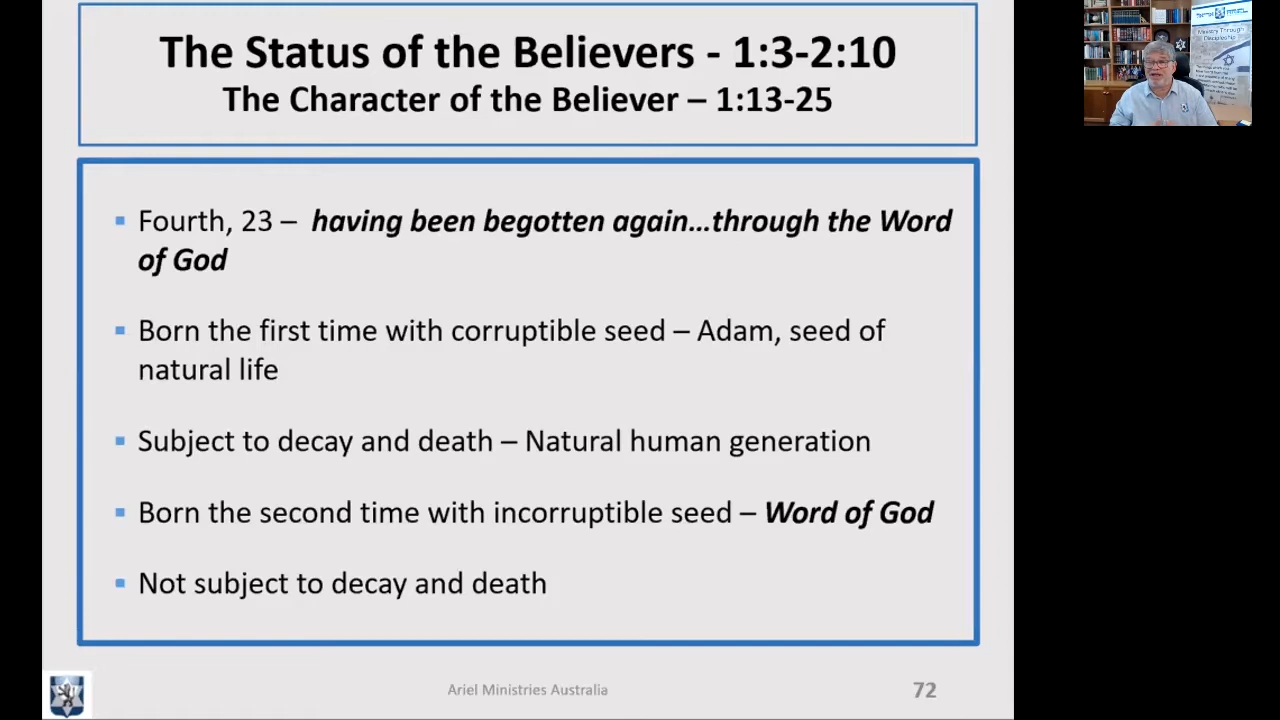 The Status of the Believers - 1:3-2:10
The Character of the Believer – 1:13-25
Fourth, 23 – having been begotten again...through the Word
of God
Born the first time with corruptible seed – Adam, seed of
natural life
Subject to decay and death – Natural human generation
Born the second time with incorruptible seed – Word of God
Not subject to decay and death
Ariel Ministries Australia
72
Ministry Through
Discipleship